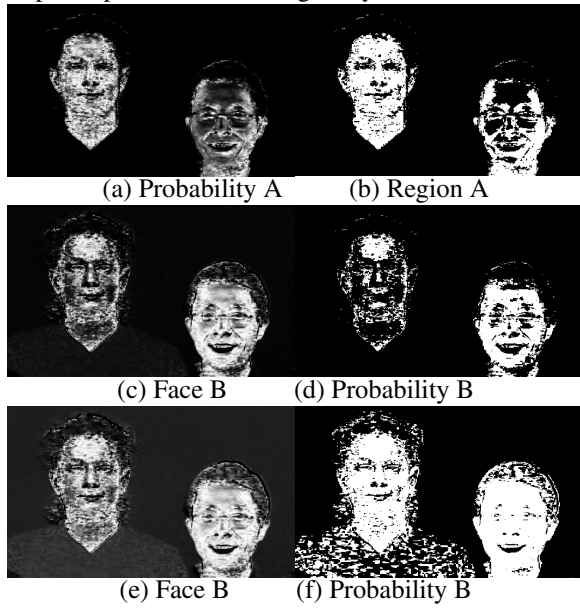 (a) Probability A (b) Region A
(c) Face B (d) Probability B
(e) Face B (f) Probability B